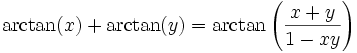 arctan(x) + arctan(y) = arctan((x + y)/(1 − xy))